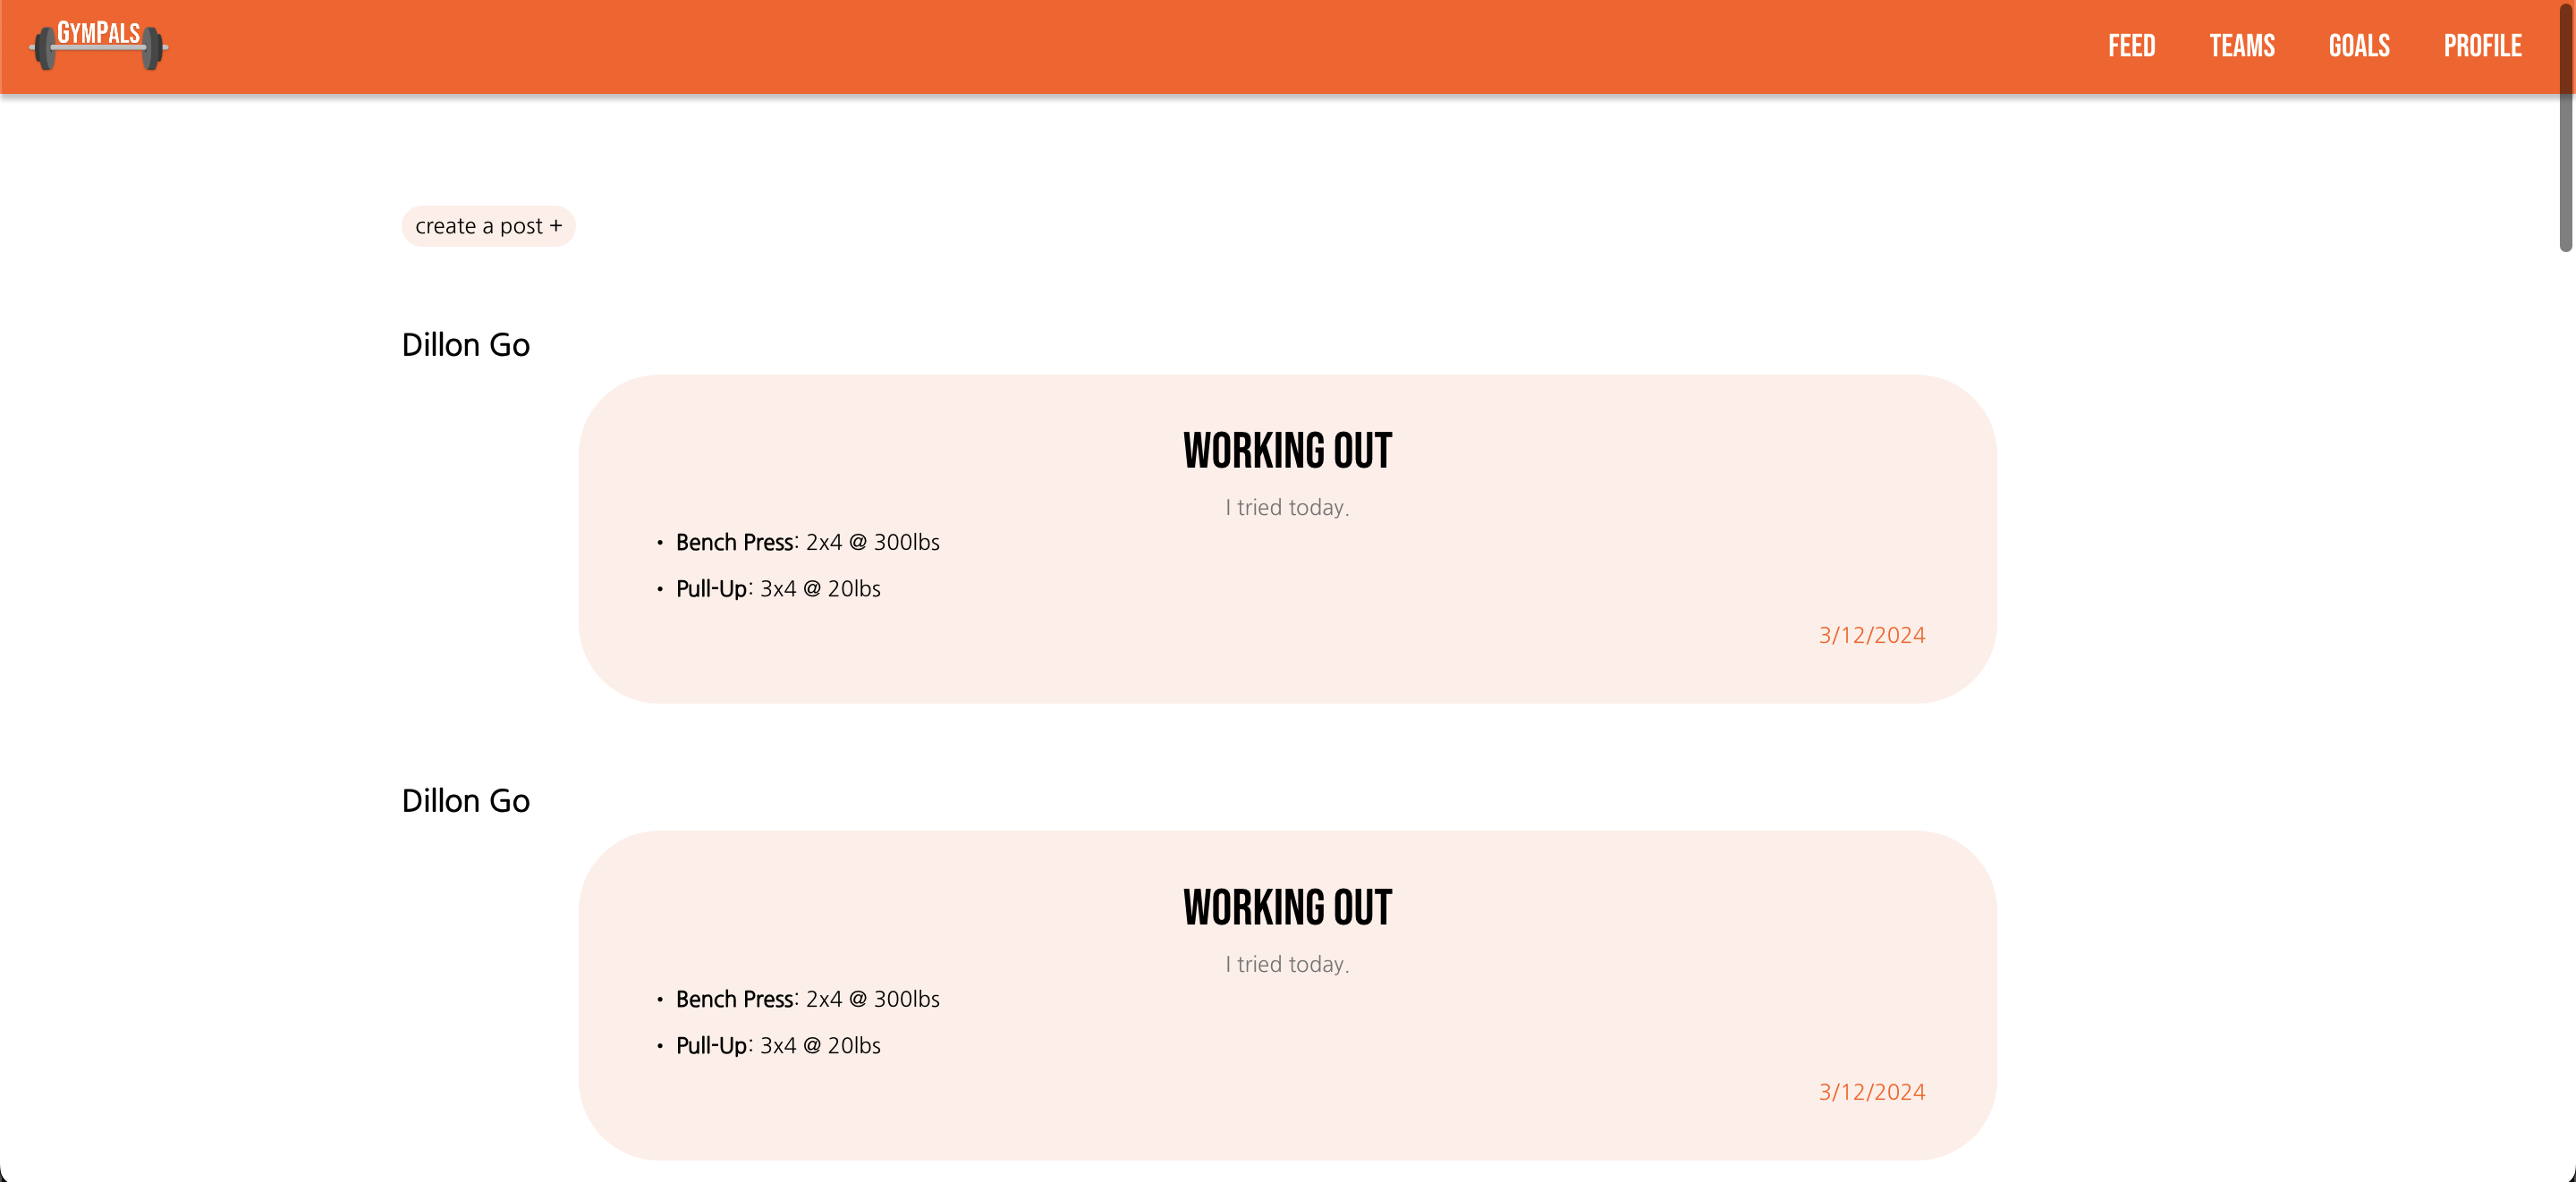 GYMPALS
FEED TEAMS GOALS PROFILE
create a post +
Dillon Go
WORKING OUT
I tried today.
• Bench Press: 2x4 @ 300lbs
• Pull-Up: 3x4 @ 20lbs
3/12/2024
Dillon Go
WORKING OUT
I tried today.
• Bench Press: 2x4 @ 300lbs
• Pull-Up: 3x4 @ 20lbs
3/12/2024